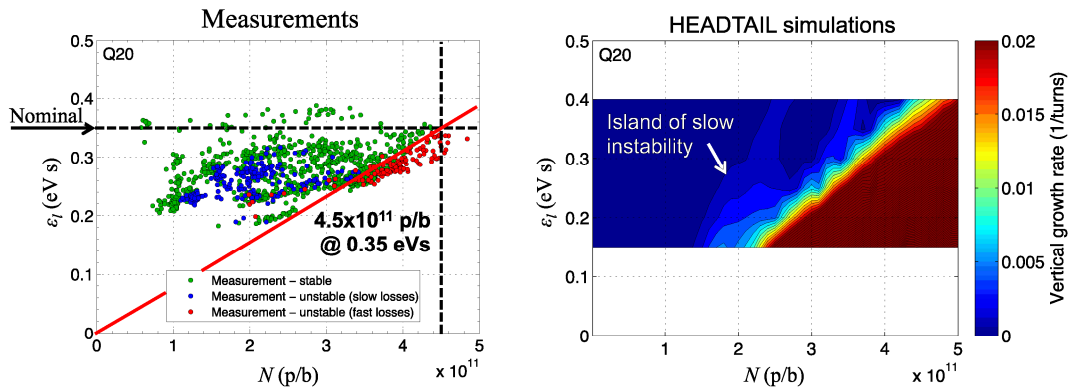 Measurements
Q20
Nominal
0.5
0.4
0.3
0.2
0.1
0
εl (eV s)
4.5x10¹¹ p/b
@ 0.35 eVs
Measurement – stable
Measurement – unstable (slow losses)
Measurement – unstable (fast losses)
0 1 2 3 4 5
N (p/b)
x 10¹¹
HEADTAIL simulations
Q20
0.5
0.4
0.3
0.2
0.1
0
εl (eV s)
Island of slow
instability
1 2 3 4 5
N (p/b)
x 10¹¹
0.02
0.015
0.01
0.005
0
Vertical growth rate (1/turns)